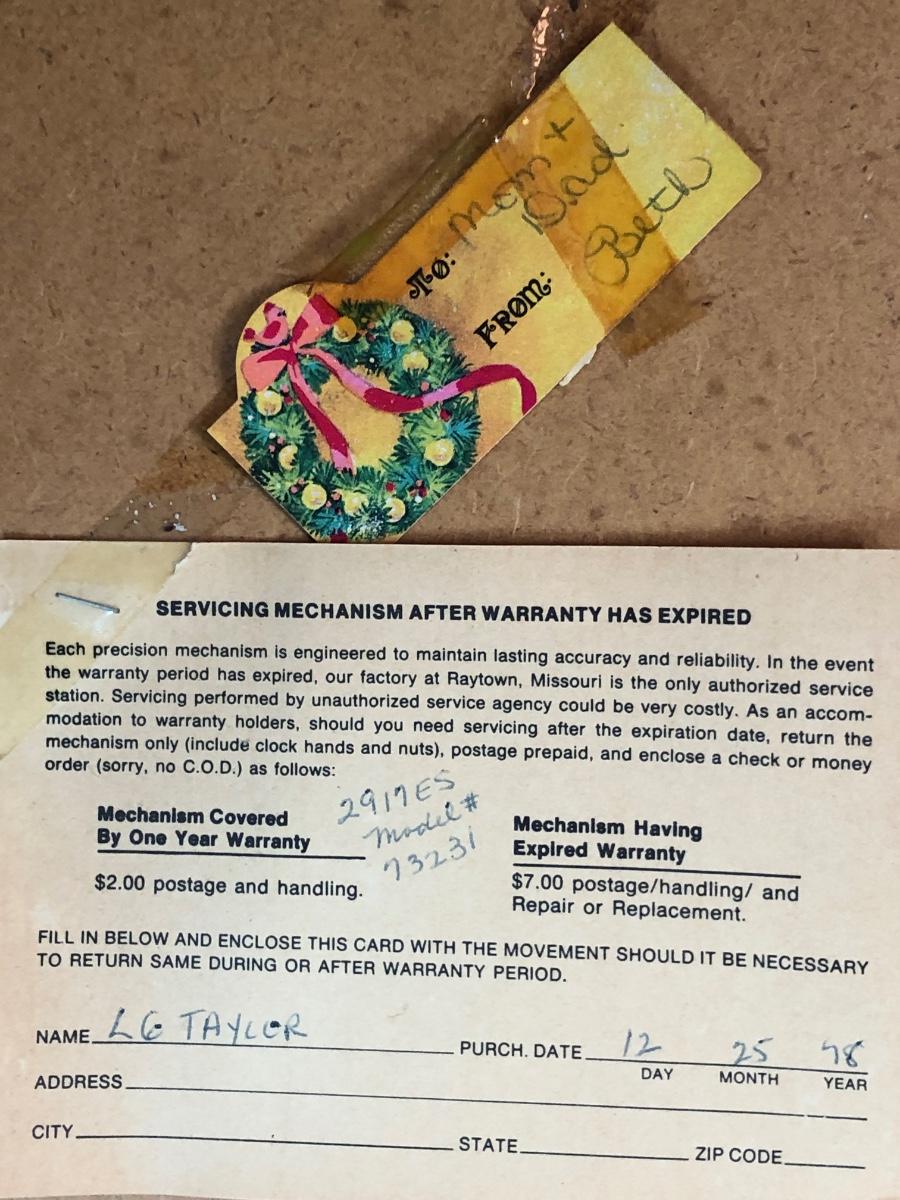 TO: Mom +
Dad
FROM: Beth
SERVICING MECHANISM AFTER WARRANTY HAS EXPIRED
Each precision mechanism is engineered to maintain lasting accuracy and reliability. In the event
the warranty period has expired, our factory at Raytown, Missouri is the only authorized service
station. Servicing performed by unauthorized service agency could be very costly. As an accom-
modation to warranty holders, should you need servicing after the expiration date, return the
mechanism only (include clock hands and nuts), postage prepaid, and enclose a check or money
order (sorry, no C.O.D.) as follows:
2917ES
Model #
73231
Mechanism Covered
By One Year Warranty
$2.00 postage and handling.
Mechanism Having
Expired Warranty
$7.00 postage/handling/ and
Repair or Replacement.
FILL IN BELOW AND ENCLOSE THIS CARD WITH THE MOVEMENT SHOULD IT BE NECESSARY
TO RETURN SAME DURING OR AFTER WARRANTY PERIOD.
NAME LG TAYLOR PURCH. DATE 12 25 78
DAY MONTH YEAR
ADDRESS
CITY STATE ZIP CODE